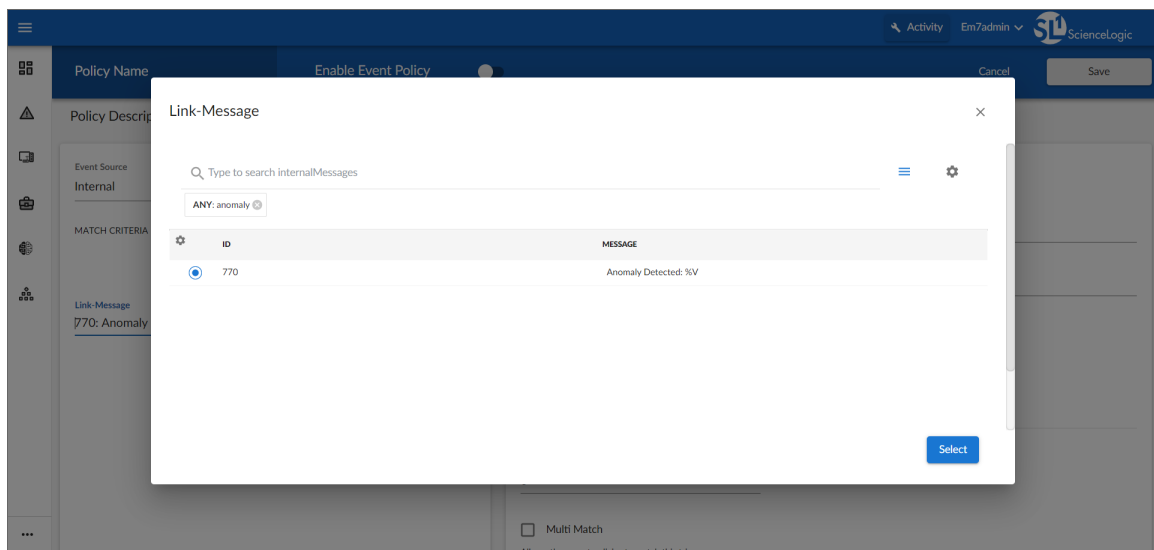 Activity
Em7admin
SL1
ScienceLogic
Policy Name
Enable Event Policy
Cancel
Save
Policy Descrip
Link-Message
Event Source
Internal
Type to search internalMessages
ANY: anomaly
MATCH CRITERIA
ID MESSAGE
770 Anomaly Detected: %V
Link-Message
770: Anomaly
Select
Multi Match